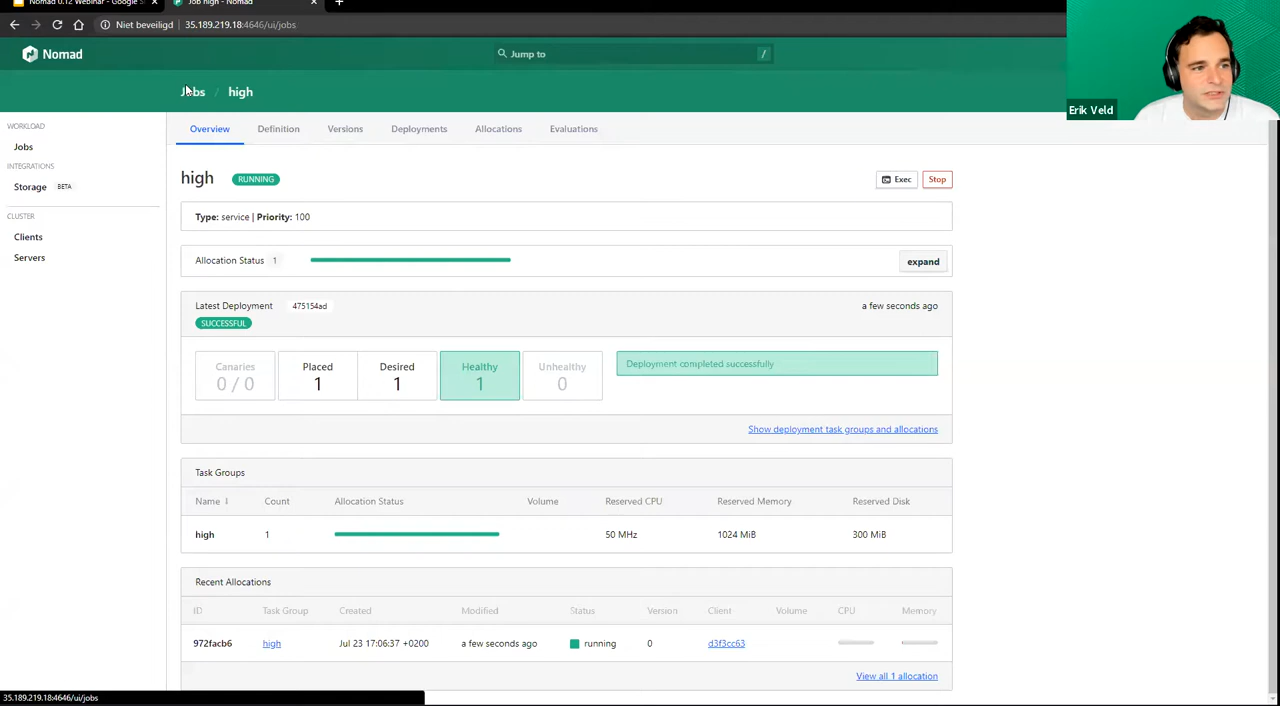 Nomad 0.12 Webinar - Google S
Job high - Nomad
Niet beveiligd
35.189.219.18:4646/ui/jobs
Nomad
Jump to
/
Erik Veld
Jobs / high
WORKLOAD
Jobs
INTEGRATIONS
Storage BETA
CLUSTER
Clients
Servers
Overview
Definition
Versions
Deployments
Allocations
Evaluations
high RUNNING
Exec
Stop
Type: service | Priority: 100
Allocation Status 1
expand
Latest Deployment 475154ad
a few seconds ago
SUCCESSFUL
Canaries
0 / 0
Placed
1
Desired
1
Healthy
1
Unhealthy
0
Deployment completed successfully
Show deployment task groups and allocations
Task Groups
Name Count Allocation Status Volume Reserved CPU Reserved Memory Reserved Disk
high 1 50 MHz 1024 MiB 300 MiB
Recent Allocations
ID Task Group Created Modified Status Version Client Volume CPU Memory
972facb6 high Jul 23 17:06:37 +0200 a few seconds ago running 0 d3f3cc63
View all 1 allocation
35.189.219.18:4646/ui/jobs